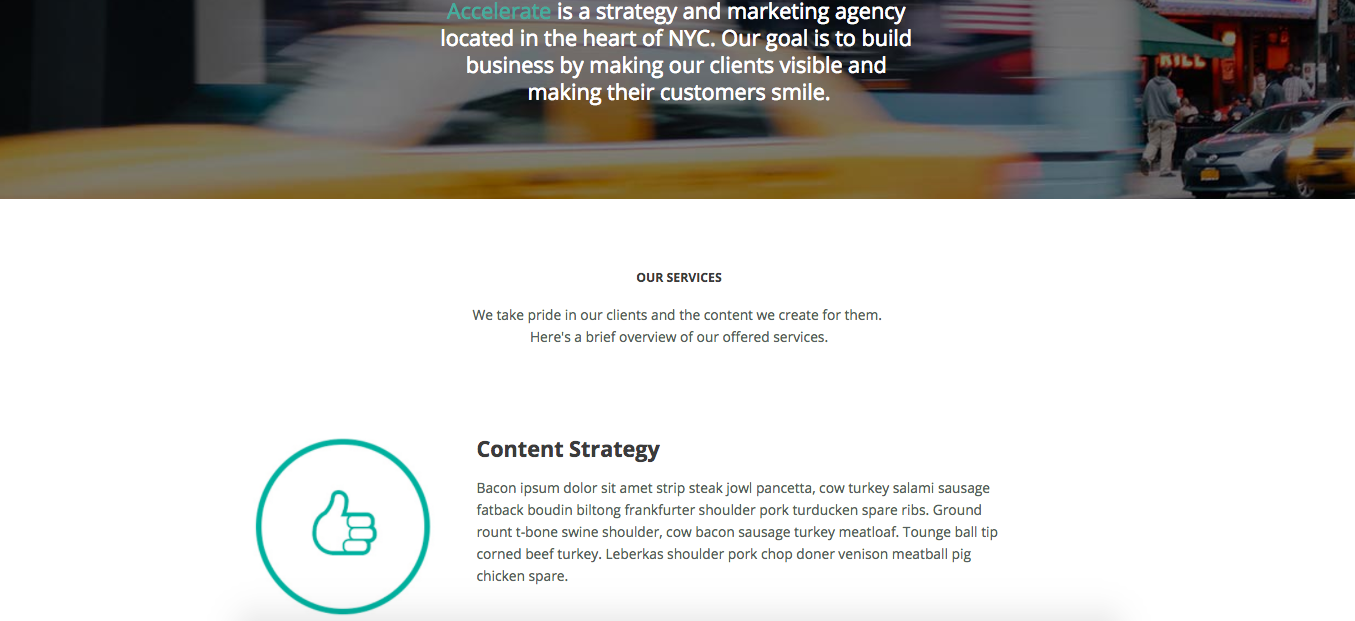 Accelerate is a strategy and marketing agency
located in the heart of NYC. Our goal is to build
business by making our clients visible and
making their customers smile.
OUR SERVICES
We take pride in our clients and the content we create for them.
Here's a brief overview of our offered services.
Content Strategy
Bacon ipsum dolor sit amet strip steak jowl pancetta, cow turkey salami sausage
fatback boudin biltong frankfurter shoulder pork turducken spare ribs. Ground
rount t-bone swine shoulder, cow bacon sausage turkey meatloaf. Tounge ball tip
corned beef turkey. Leberkas shoulder pork chop doner venison meatball pig
chicken spare.